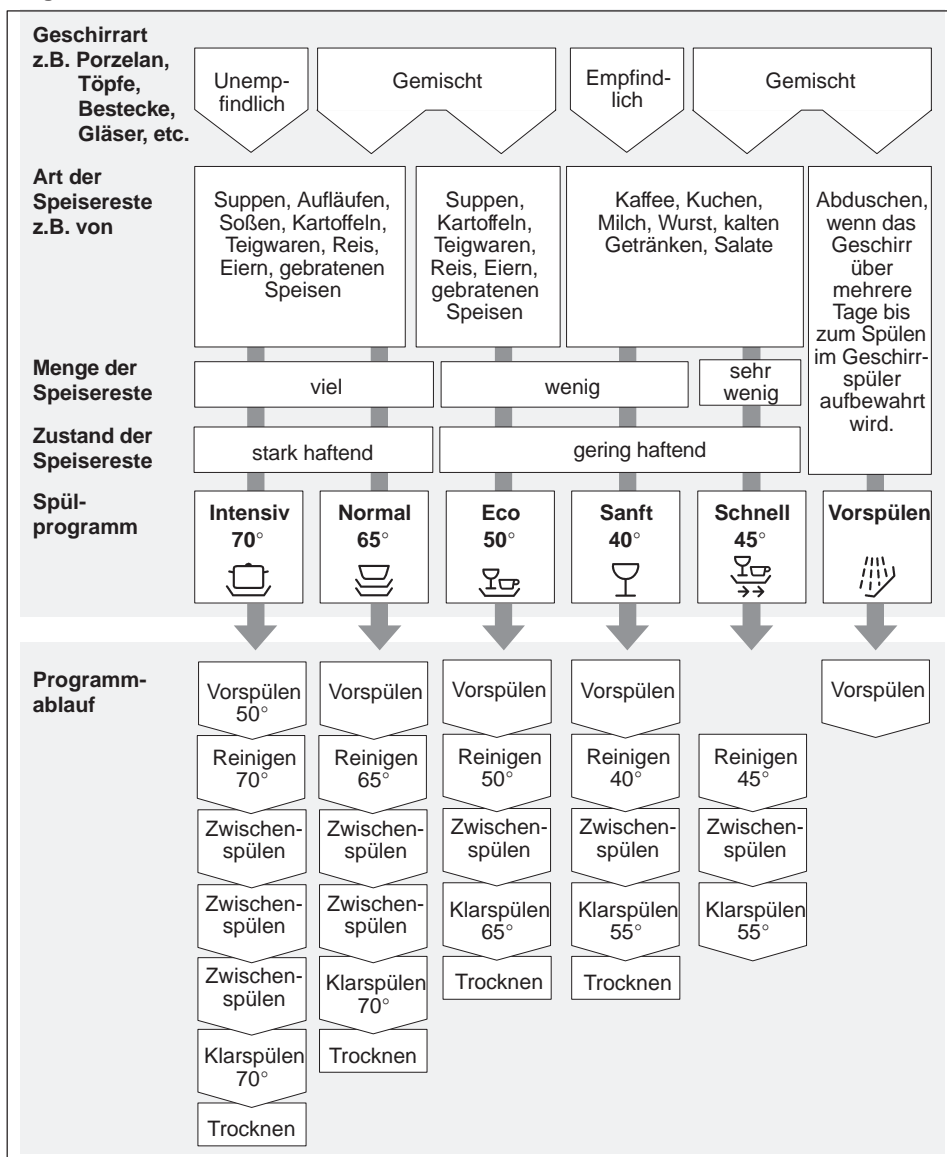 Geschirrart
z.B. Porzelan,
Töpfe,
Bestecke,
Gläser, etc.
Unemp-
findlich
Gemischt
Empfind-
lich
Gemischt
Art der
Speisereste
z.B. von
Suppen, Aufläufen,
Soßen, Kartoffeln,
Teigwaren, Reis,
Eiern, gebratenen
Speisen
Suppen,
Kartoffeln,
Teigwaren,
Reis, Eiern,
gebratenen
Speisen
Kaffee, Kuchen,
Milch, Wurst, kalten
Getränken, Salate
Abduschen,
wenn das
Geschirr
über
mehrere
Tage bis
zum Spülen
im Geschirr-
spüler
aufbewahrt
wird.
Menge der
Speisereste
viel
wenig
sehr
wenig
Zustand der
Speisereste
stark haftend
gering haftend
Spül-
programm
Intensiv
70°
Normal
65°
Eco
50°
Sanft
40°
Schnell
45°
Vorspülen
Programm-
ablauf
Vorspülen
50°
Reinigen
70°
Zwischen-
spülen
Zwischen-
spülen
Zwischen-
spülen
Klarspülen
70°
Trocknen
Vorspülen
Reinigen
65°
Zwischen-
spülen
Zwischen-
spülen
Klarspülen
70°
Trocknen
Vorspülen
Reinigen
50°
Zwischen-
spülen
Klarspülen
65°
Trocknen
Vorspülen
Reinigen
40°
Zwischen-
spülen
Klarspülen
55°
Trocknen
Reinigen
45°
Zwischen-
spülen
Klarspülen
55°
Vorspülen